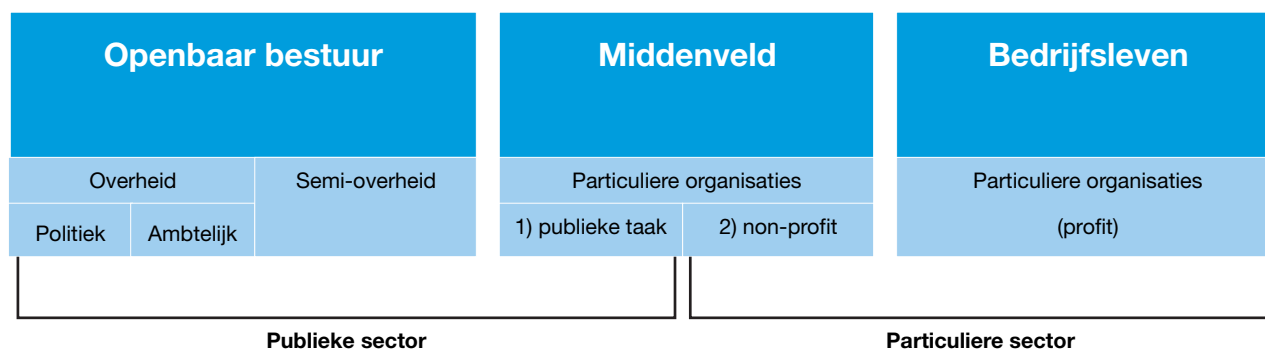 Openbaar bestuur
Middenveld
Bedrijfsleven
Overheid
Semi-overheid
Particuliere organisaties
Particuliere organisaties
Politiek
Ambtelijk
1) publieke taak
2) non-profit
(profit)
Publieke sector
Particuliere sector